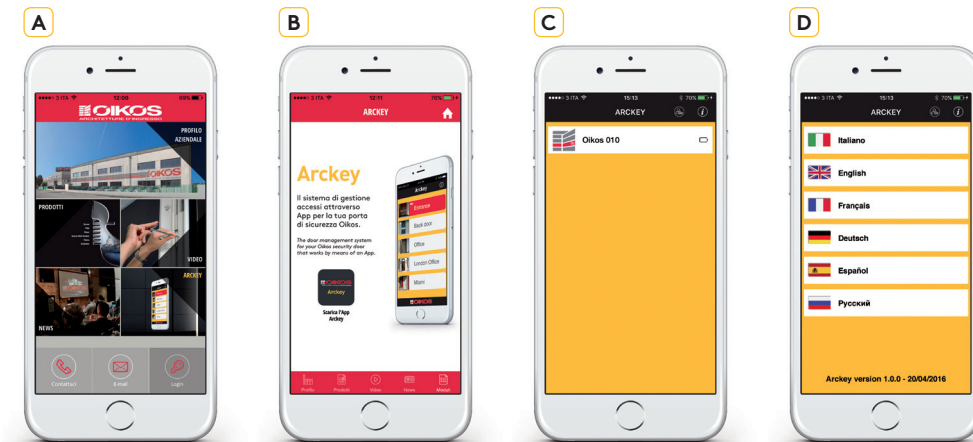 A
B
C
D
3 ITA 12:00 69%
OIKOS
ARCHITETTURE D'INGRESSO
PROFILO
AZIENDALE
OIKOS
PRODOTTI
VIDEO
ARCKEY
NEWS
Contattaci E-mail Login
3 ITA 12:11 70%
ARCKEY
Arckey
Il sistema di gestione
accessi attraverso
App per la tua porta
di sicurezza Oikos.
The door management system
for your Oikos security door
that works by means of an App.
OIKOS
Arckey
Scarica l'App
Arckey
Arckey
Entrance
Back door
Office
London Office
Miami
OIKOS
Profilo Prodotti Video News
3 ITA 15:13 70%
ARCKEY
Oikos 010
3 ITA 15:13 70%
ARCKEY
Italiano
English
Français
Deutsch
Español
Русский
Arckey version 1.0.0 - 20/04/2016